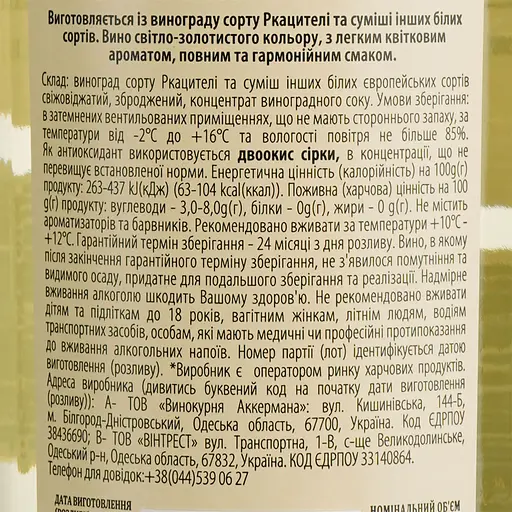 Виготовляється із винограду сорту Ркацителі та суміші інших білих
сортів. Вино світло-золотистого кольору, з легким квітковим
ароматом, повним та гармонійним смаком.
Склад: виноград сорту Ркацителі та суміш інших білих європейських сортів
свіжовіджатий, зброджений, концентрат виноградного соку. Умови зберігання:
в затемнених вентильованих приміщеннях, що не мають стороннього запаху, за
температури від -2°С до +16°С та вологості повітря не більше 85%.
Як антиоксидант використовується двоокис сірки, в концентрації, що не
перевищує встановленої норми. Енергетична цінність (калорійність) на 100g(г)
продукту: 263-437 kJ(кДж) (63-104 kcal(ккал)). Поживна (харчова) цінність на 100
g(г) продукту: вуглеводи - 3,0-8,0g(г), білки - 0g(г), жири - 0 g(г). Не містить
ароматизаторів та барвників. Рекомендовано вживати за температури +10°С -
+12°С. Гарантійний термін зберігання - 24 місяці з дня розливу. Вино, в якому
після закінчення гарантійного терміну зберігання, не з'явилося помутніння та
видимого осаду, придатне для подальшого зберігання та реалізації. Надмірне
вживання алкоголю шкодить Вашому здоров'ю. Не рекомендовано вживати
дітям та підліткам до 18 років, вагітним жінкам, літнім людям, водіям
транспортних засобів, особам, які мають медичні чи професійні протипоказання
до вживання алкогольних напоїв. Номер партії (лот) ідентифікується датою
виготовлення (розливу). *Виробник є оператором ринку харчових продуктів.
Адреса виробника (дивитись буквений код на початку дати виготовлення
(розливу)): А- ТОВ «Винокурня Аккермана»: вул. Кишинівська, 144-Б,
м. Білгород-Дністровський, Одеська область, 67700, Україна. Код ЄДРПОУ
38436690; В- ТОВ «ВІНТРЕСТ» вул. Транспортна, 1-В, с-ще Великодолинське,
Одеський р-н, Одеська область, 67832, Україна. КОД ЄДРПОУ 33140864.
Телефон для довідок:+38(044)539 06 27
ДАТА ВИГОТОВЛЕННЯ
НОМІНАЛЬНИЙ ОБ'ЄМ